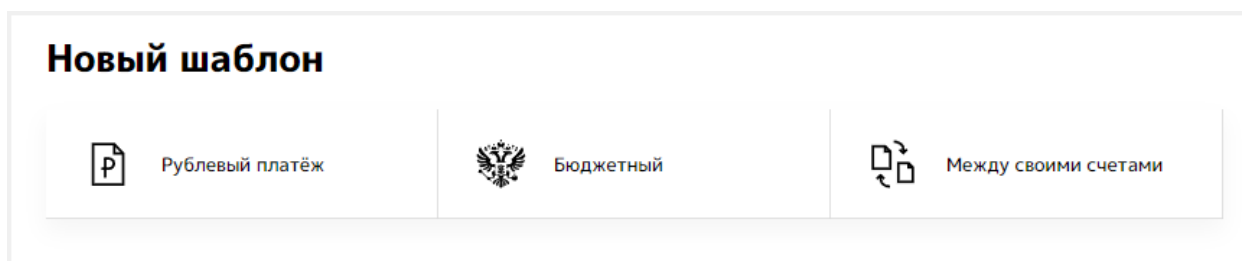 Новый шаблон
Рублевый платёж
Бюджетный
Между своими счетами